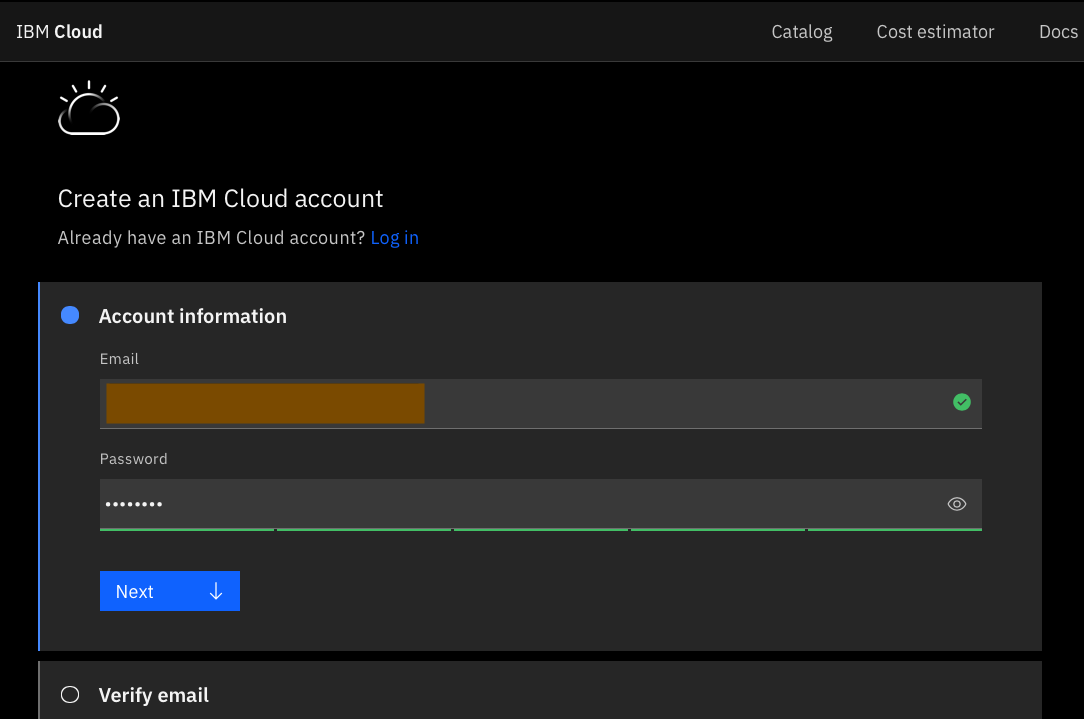 IBM Cloud
Catalog
Cost estimator
Docs
Create an IBM Cloud account
Already have an IBM Cloud account? Log in
Account information
Email
Password
••••••••
Next
Verify email